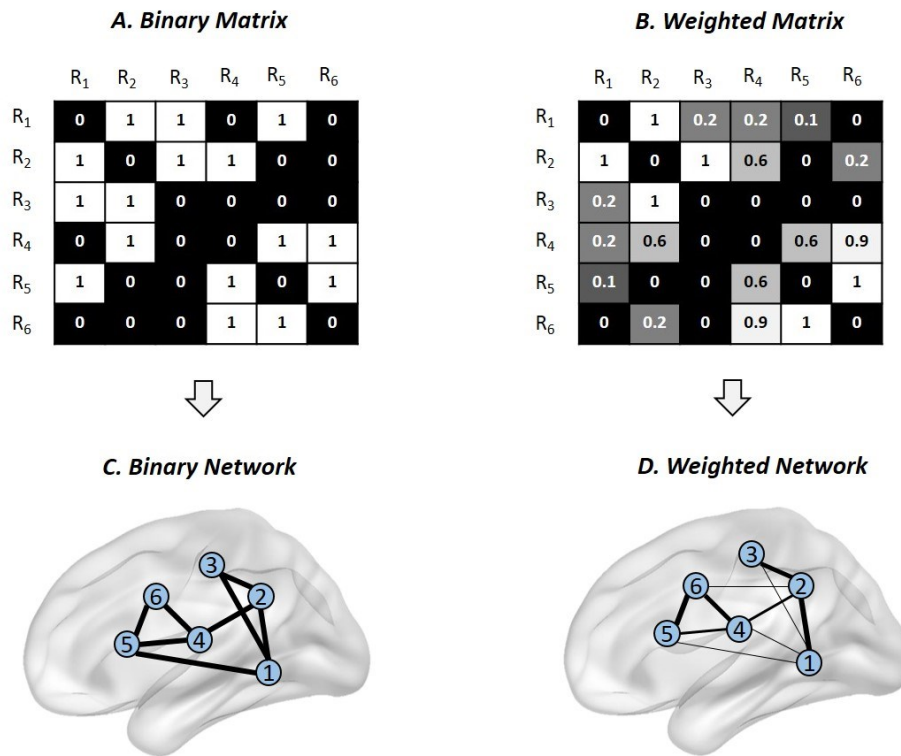 A. Binary Matrix
R1 R2 R3 R4 R5 R6
R1 0 1 1 0 1 0
R2 1 0 1 1 0 0
R3 1 1 0 0 0 0
R4 0 1 0 0 1 1
R5 1 0 0 1 0 1
R6 0 0 0 1 1 0
B. Weighted Matrix
R1 R2 R3 R4 R5 R6
R1 0 1 0.2 0.2 0.1 0
R2 1 0 1 0.6 0 0.2
R3 0.2 1 0 0 0 0
R4 0.2 0.6 0 0 0.6 0.9
R5 0.1 0 0 0.6 0 1
R6 0 0.2 0 0.9 1 0
C. Binary Network
3
6 2
5 4
1
D. Weighted Network
3
6 2
5 4
1